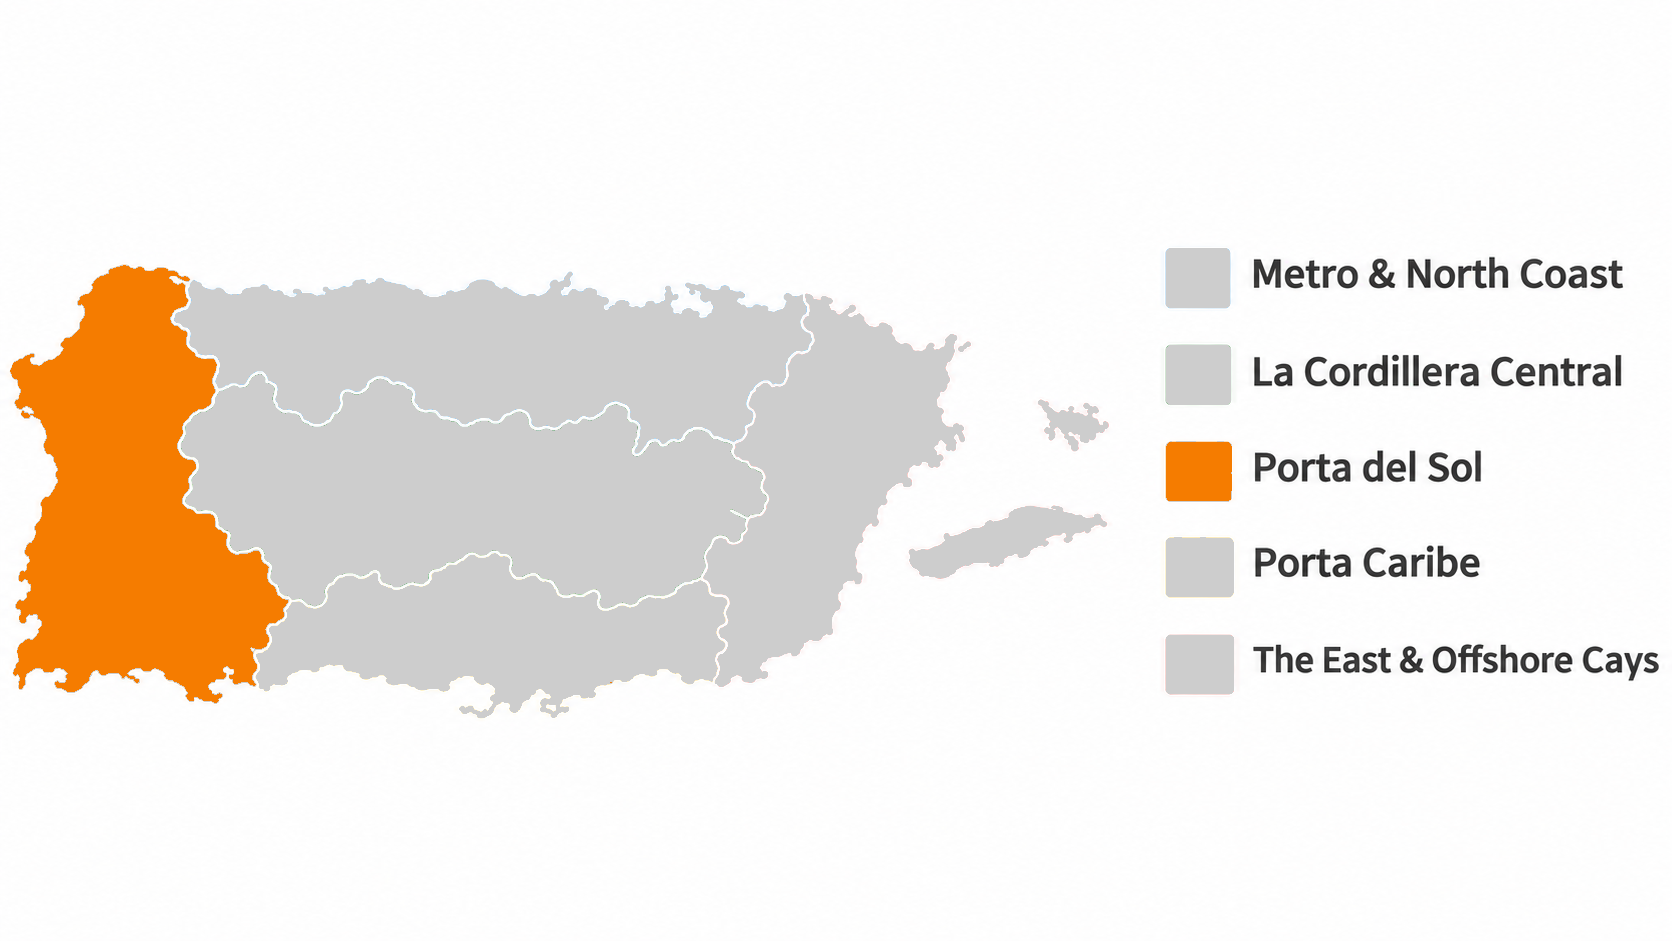 Metro & North Coast
La Cordillera Central
Porta del Sol
Porta Caribe
The East & Offshore Cays